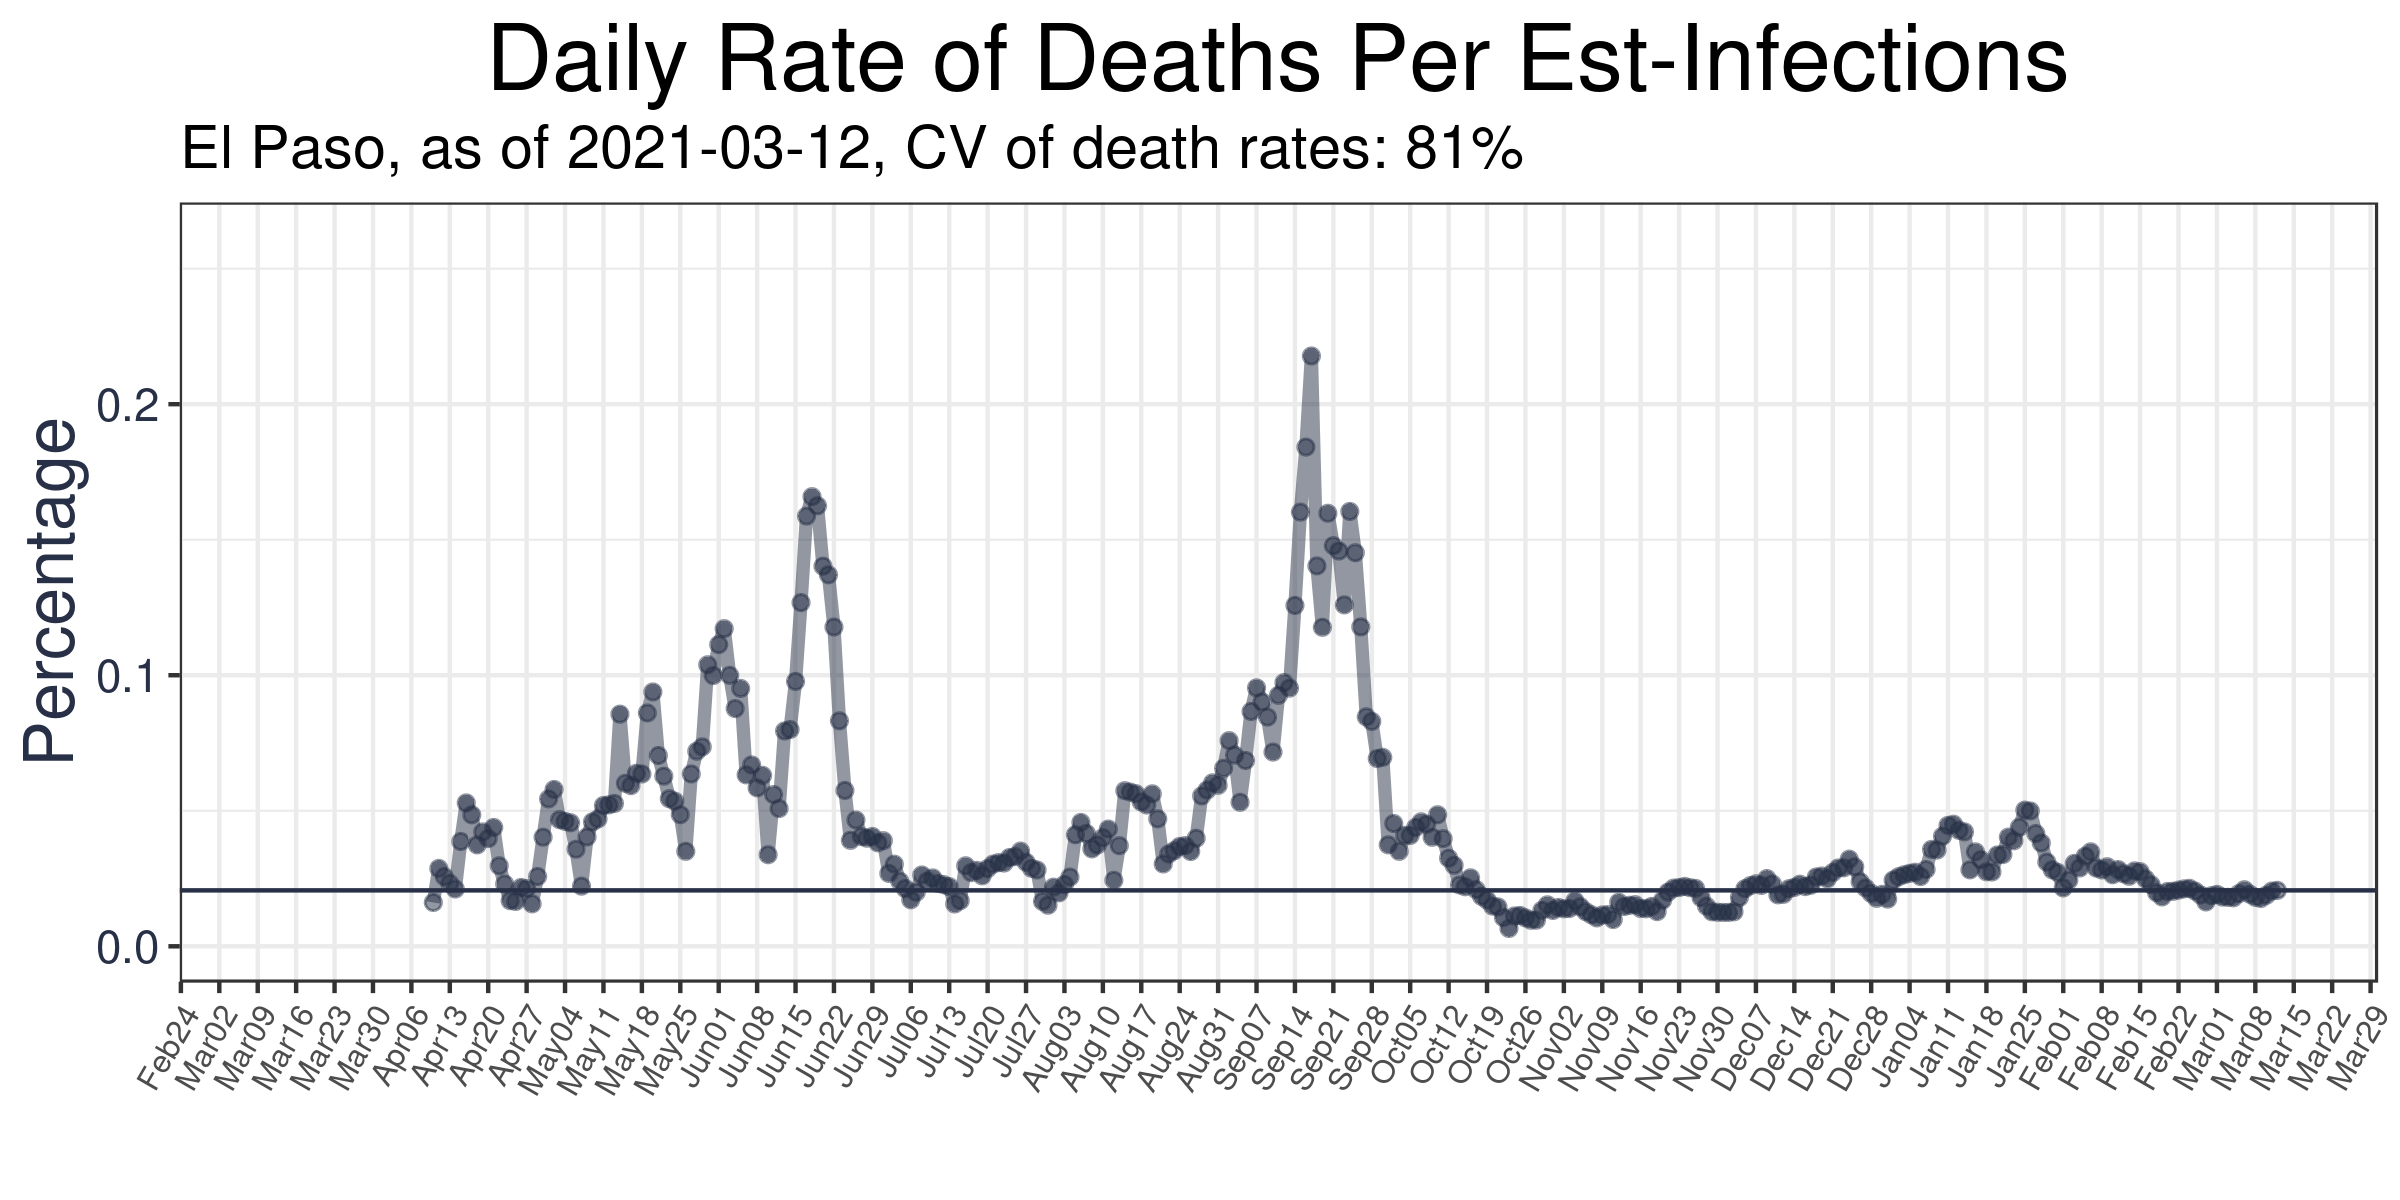 Daily Rate of Deaths Per Est-Infections
El Paso, as of 2021-03-12, CV of death rates: 81%
Percentage
0.2
0.1
0.0
Feb24
Mar02
Mar09
Mar16
Mar23
Mar30
Apr06
Apr13
Apr20
Apr27
May04
May11
May18
May25
Jun01
Jun08
Jun15
Jun22
Jun29
Jul06
Jul13
Jul20
Jul27
Aug03
Aug10
Aug17
Aug24
Aug31
Sep07
Sep14
Sep21
Sep28
Oct05
Oct12
Oct19
Oct26
Nov02
Nov09
Nov16
Nov23
Nov30
Dec07
Dec14
Dec21
Dec28
Jan04
Jan11
Jan18
Jan25
Feb01
Feb08
Feb15
Feb22
Mar01
Mar08
Mar15
Mar22
Mar29